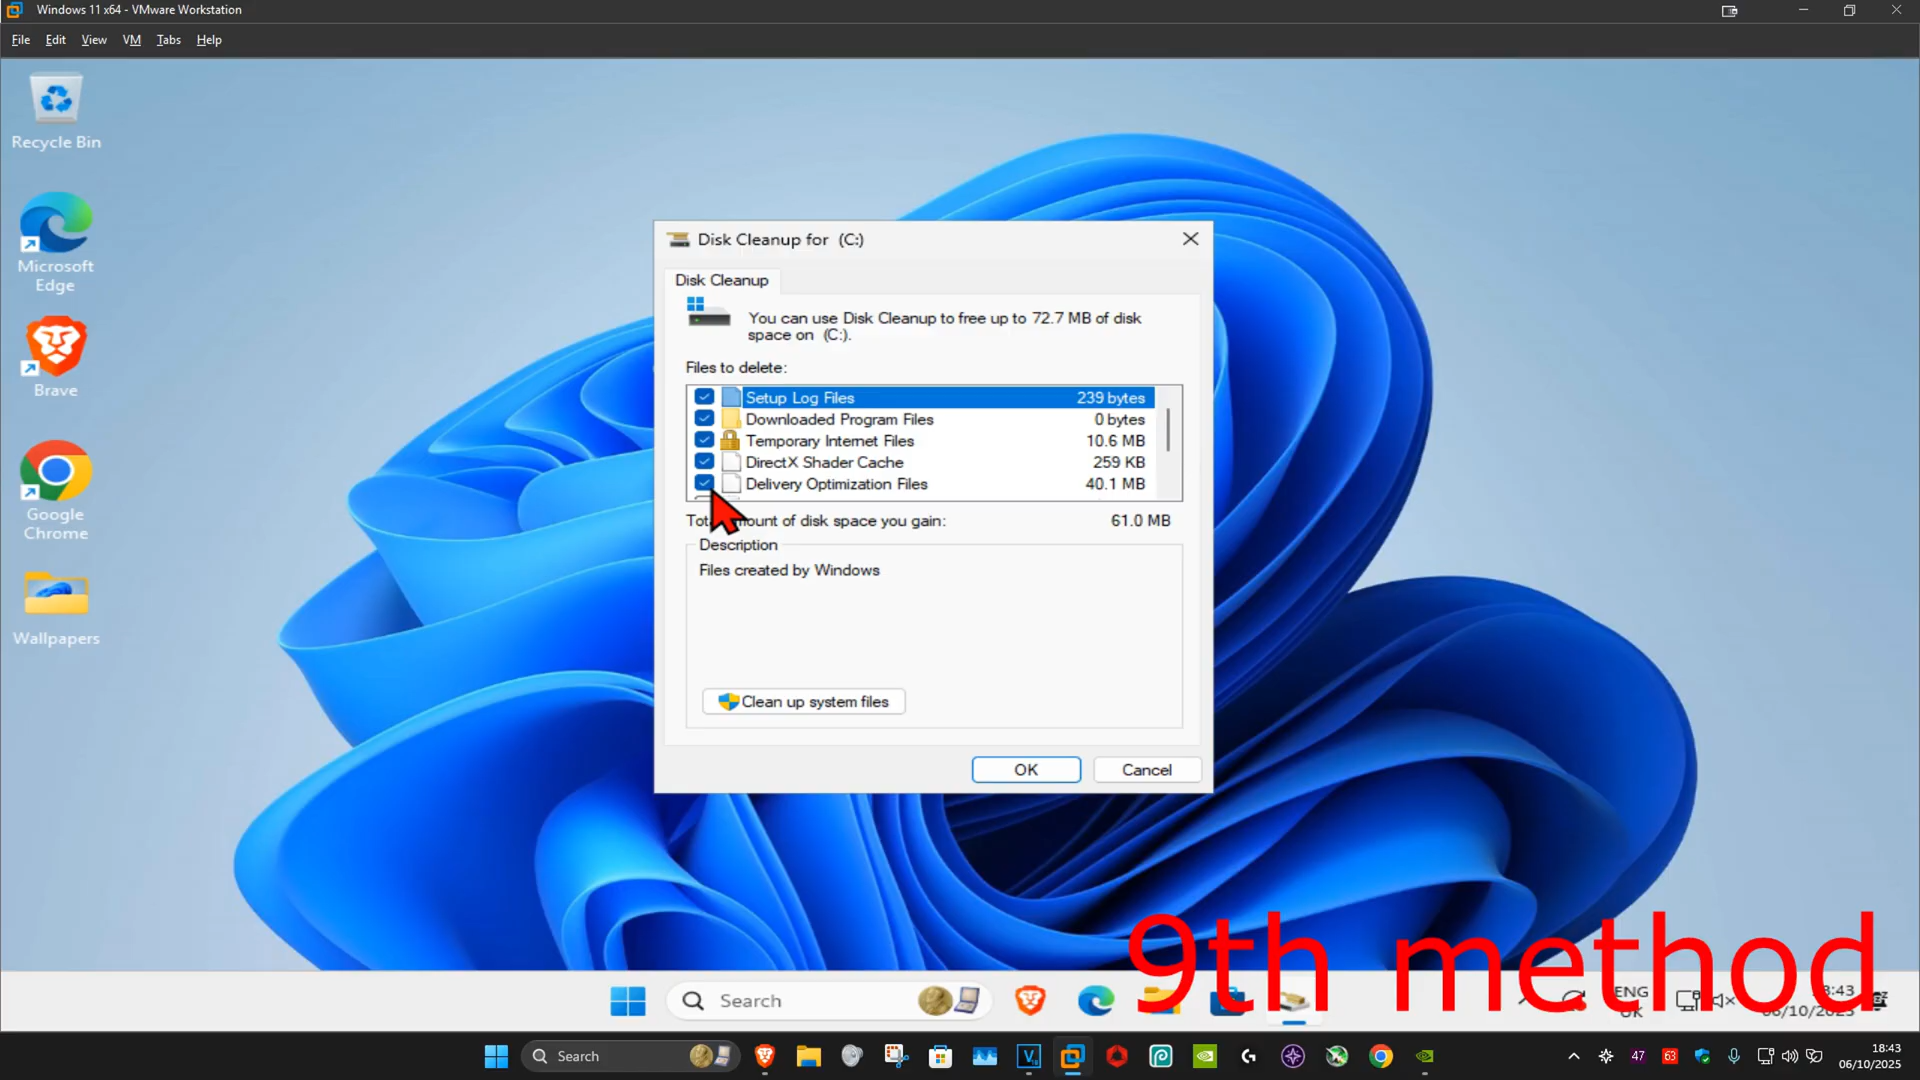 Windows 11 x64 - VMware Workstation
File Edit View VM Tabs Help
Recycle Bin
Microsoft
Edge
Brave
Google
Chrome
Wallpapers
Disk Cleanup for (C:)
Disk Cleanup
You can use Disk Cleanup to free up to 72.7 MB of disk
space on (C:).
Files to delete:
Setup Log Files 239 bytes
Downloaded Program Files 0 bytes
Temporary Internet Files 10.6 MB
DirectX Shader Cache 259 KB
Delivery Optimization Files 40.1 MB
amount of disk space you gain: 61.0 MB
Description
Files created by Windows
Clean up system files
OK Cancel
9th method
Search
ENG
UK
Search
47
63
18:43
06/10/2025